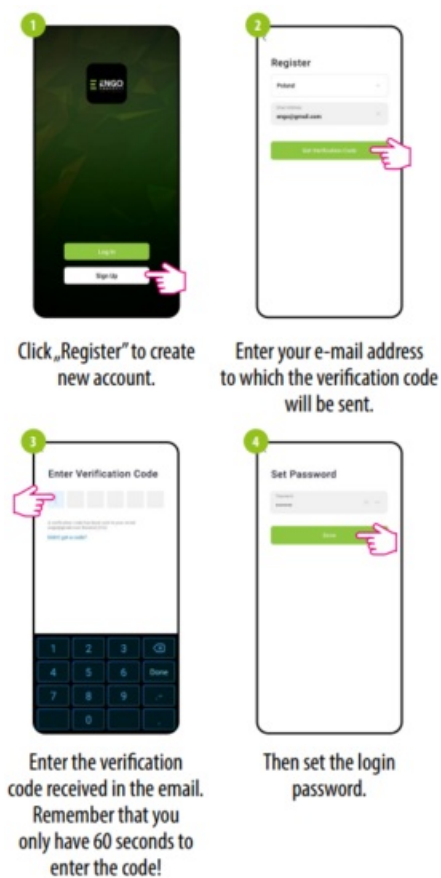 1
ENGO
Log In
Sign Up
Click „Register” to create
new account.
2
Register
Poland
engo@gmail.com
Get Verification Code
Enter your e-mail address
to which the verification code
will be sent.
3
Enter Verification Code
Didn't get a code?
1 2 3
4 5 6 Done
7 8 9 .-
0 .
Enter the verification
code received in the email.
Remember that you
only have 60 seconds to
enter the code!
4
Set Password
Password
Done
Then set the login
password.